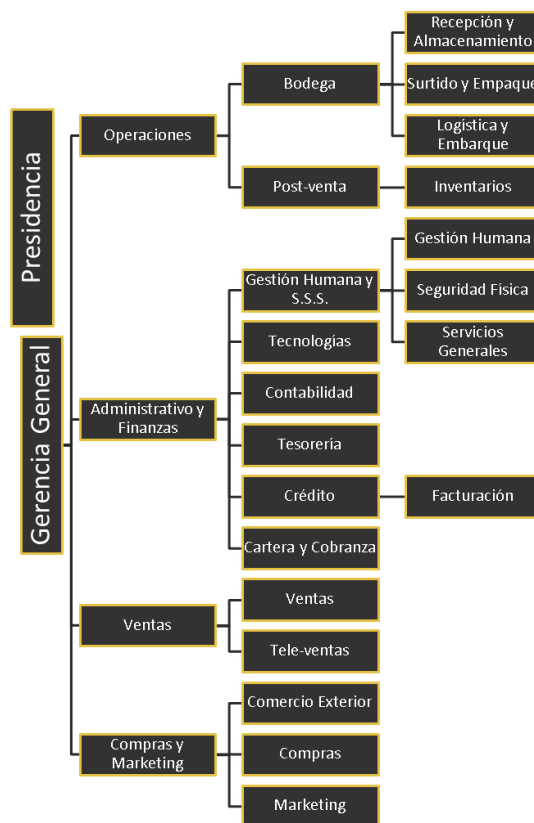 Presidencia
Gerencia General
Operaciones
Bodega
Recepción y
Almacenamiento
Surtido y Empaque
Logística y
Embarque
Post-venta
Inventarios
Administrativo y
Finanzas
Gestión Humana y
S.S.S.
Gestión Humana
Seguridad Física
Servicios
Generales
Tecnologías
Contabilidad
Tesorería
Crédito
Facturación
Cartera y Cobranza
Ventas
Ventas
Tele-ventas
Compras y
Marketing
Comercio Exterior
Compras
Marketing